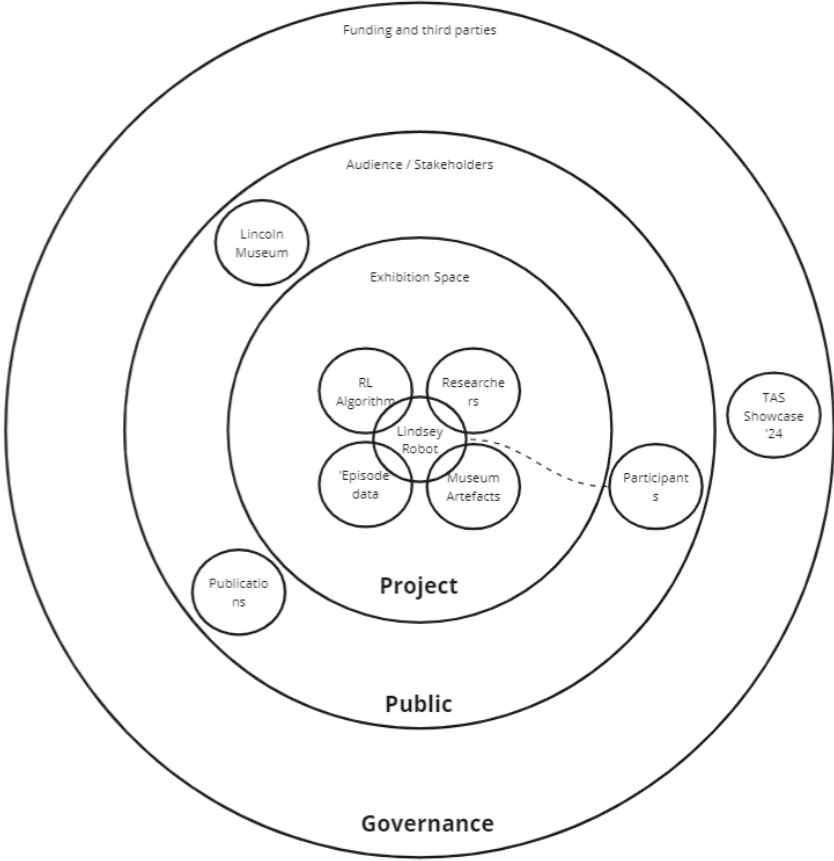 Funding and third parties
Audience / Stakeholders
Lincoln
Museum
Exhibition Space
RL
Algorithm
Researche
rs
Lindsey
Robot
'Episode'
data
Museum
Artefacts
TAS
Showcase
'24
Participant
s
Publicatio
ns
Project
Public
Governance